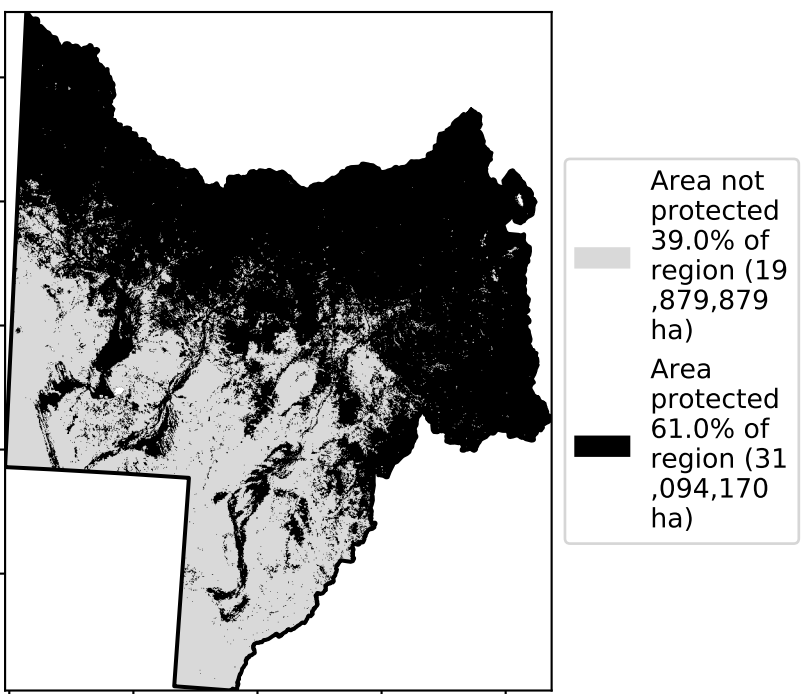 Area not
protected
39.0% of
region (19
,879,879
ha)
Area
protected
61.0% of
region (31
,094,170
ha)